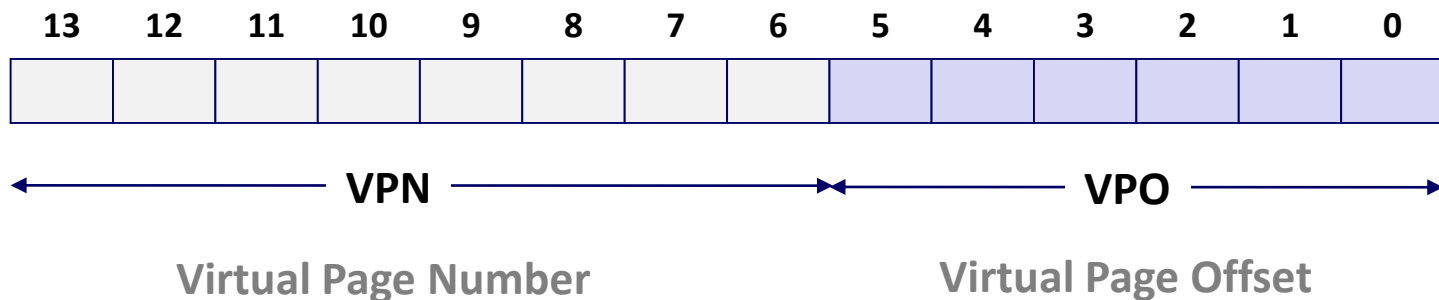 13 12 11 10 9 8 7 6 5 4 3 2 1 0
VPN VPO
Virtual Page Number Virtual Page Offset